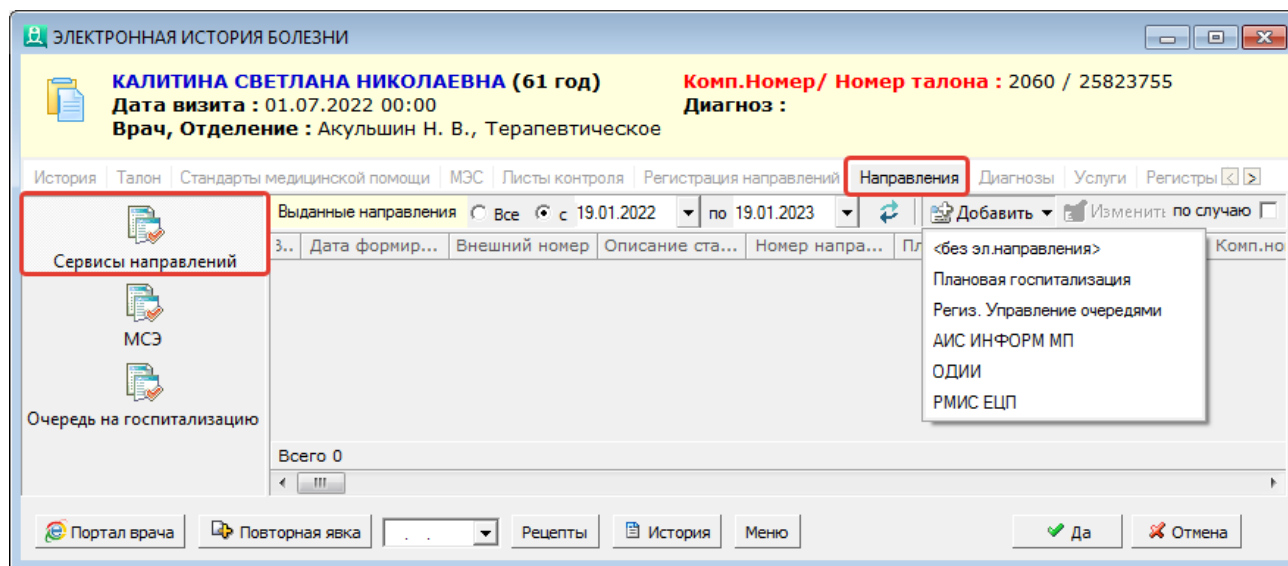 ЭЛЕКТРОННАЯ ИСТОРИЯ БОЛЕЗНИ
КАЛИТИНА СВЕТЛАНА НИКОЛАЕВНА (61 год) Комп.Номер/ Номер талона : 2060 / 25823755
Дата визита : 01.07.2022 00:00 Диагноз :
Врач, Отделение : Акульшин Н. В., Терапевтическое
История Талон Стандарты медицинской помощи МЭС Листы контроля Регистрация направлений Направления Диагнозы Услуги Регистры
Выданные направления Все с 19.01.2022 по 19.01.2023 Добавить Изменить по случаю
Сервисы направлений
Дата формир... Внешний номер Описание ста... Номер напра... Комп.но
<без эл.направления>
Плановая госпитализация
Региз. Управление очередями
АИС ИНФОРМ МП
ОДИИ
РМИС ЕЦП
МСЭ
Очередь на госпитализацию
Всего 0
Портал врача Повторная явка . . Рецепты История Меню Да Отмена